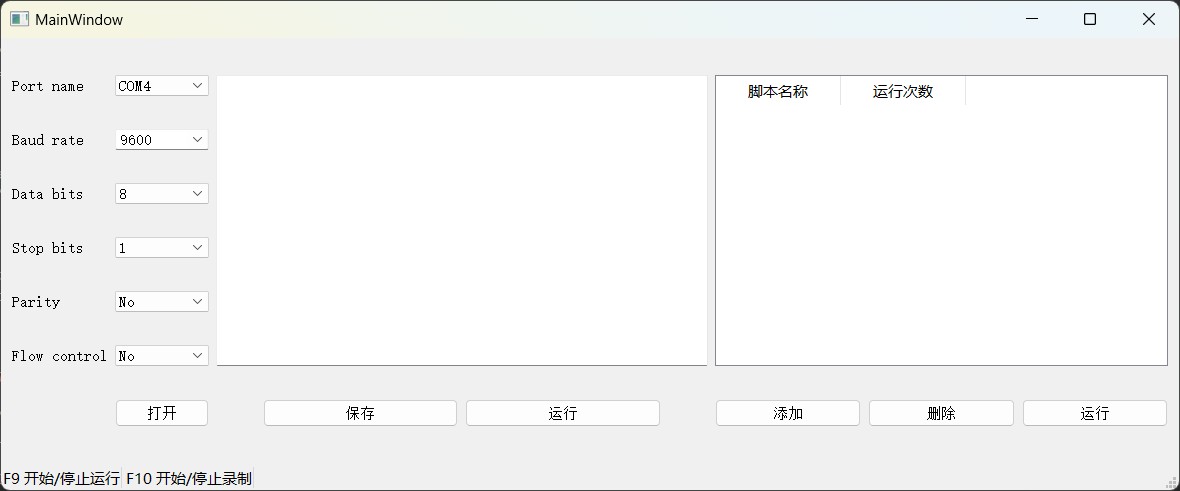 MainWindow
Port name COM4
Baud rate 9600
Data bits 8
Stop bits 1
Parity No
Flow control No
脚本名称 运行次数
打开 保存 运行 添加 删除 运行
F9 开始/停止运行 F10 开始/停止录制